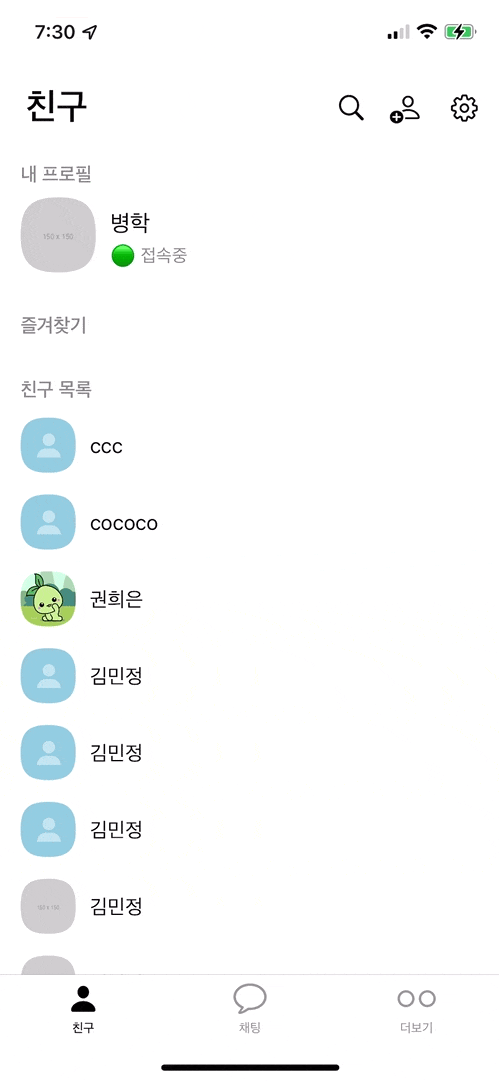 7:30
친구
내 프로필
150 x 150
병학
접속중
즐겨찾기
친구 목록
ccc
cococo
권희은
김민정
김민정
김민정
150 x 150
김민정
친구
채팅
더보기